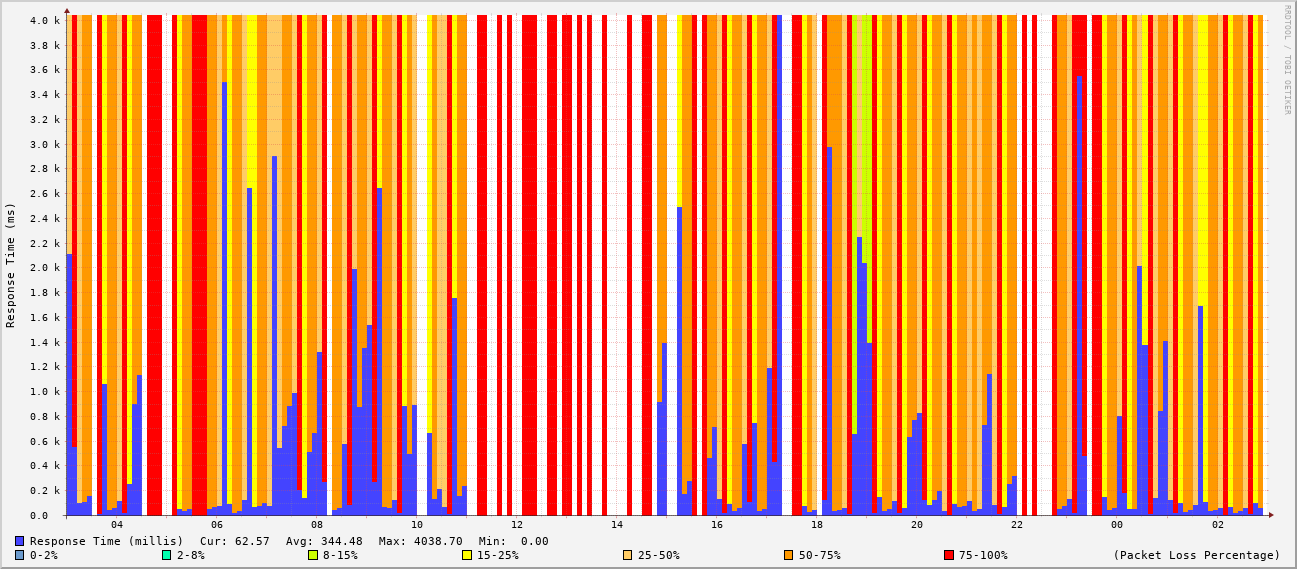 RRDTOOL / TOBI OETIKER
Response Time (ms)
4.0 k
3.8 k
3.6 k
3.4 k
3.2 k
3.0 k
2.8 k
2.6 k
2.4 k
2.2 k
2.0 k
1.8 k
1.6 k
1.4 k
1.2 k
1.0 k
0.8 k
0.6 k
0.4 k
0.2 k
0.0
04 06 08 10 12 14 16 18 20 22 00 02
Response Time (millis) Cur: 62.57 Avg: 344.48 Max: 4038.70 Min: 0.00
0-2% 2-8% 8-15% 15-25% 25-50% 50-75% 75-100% (Packet Loss Percentage)